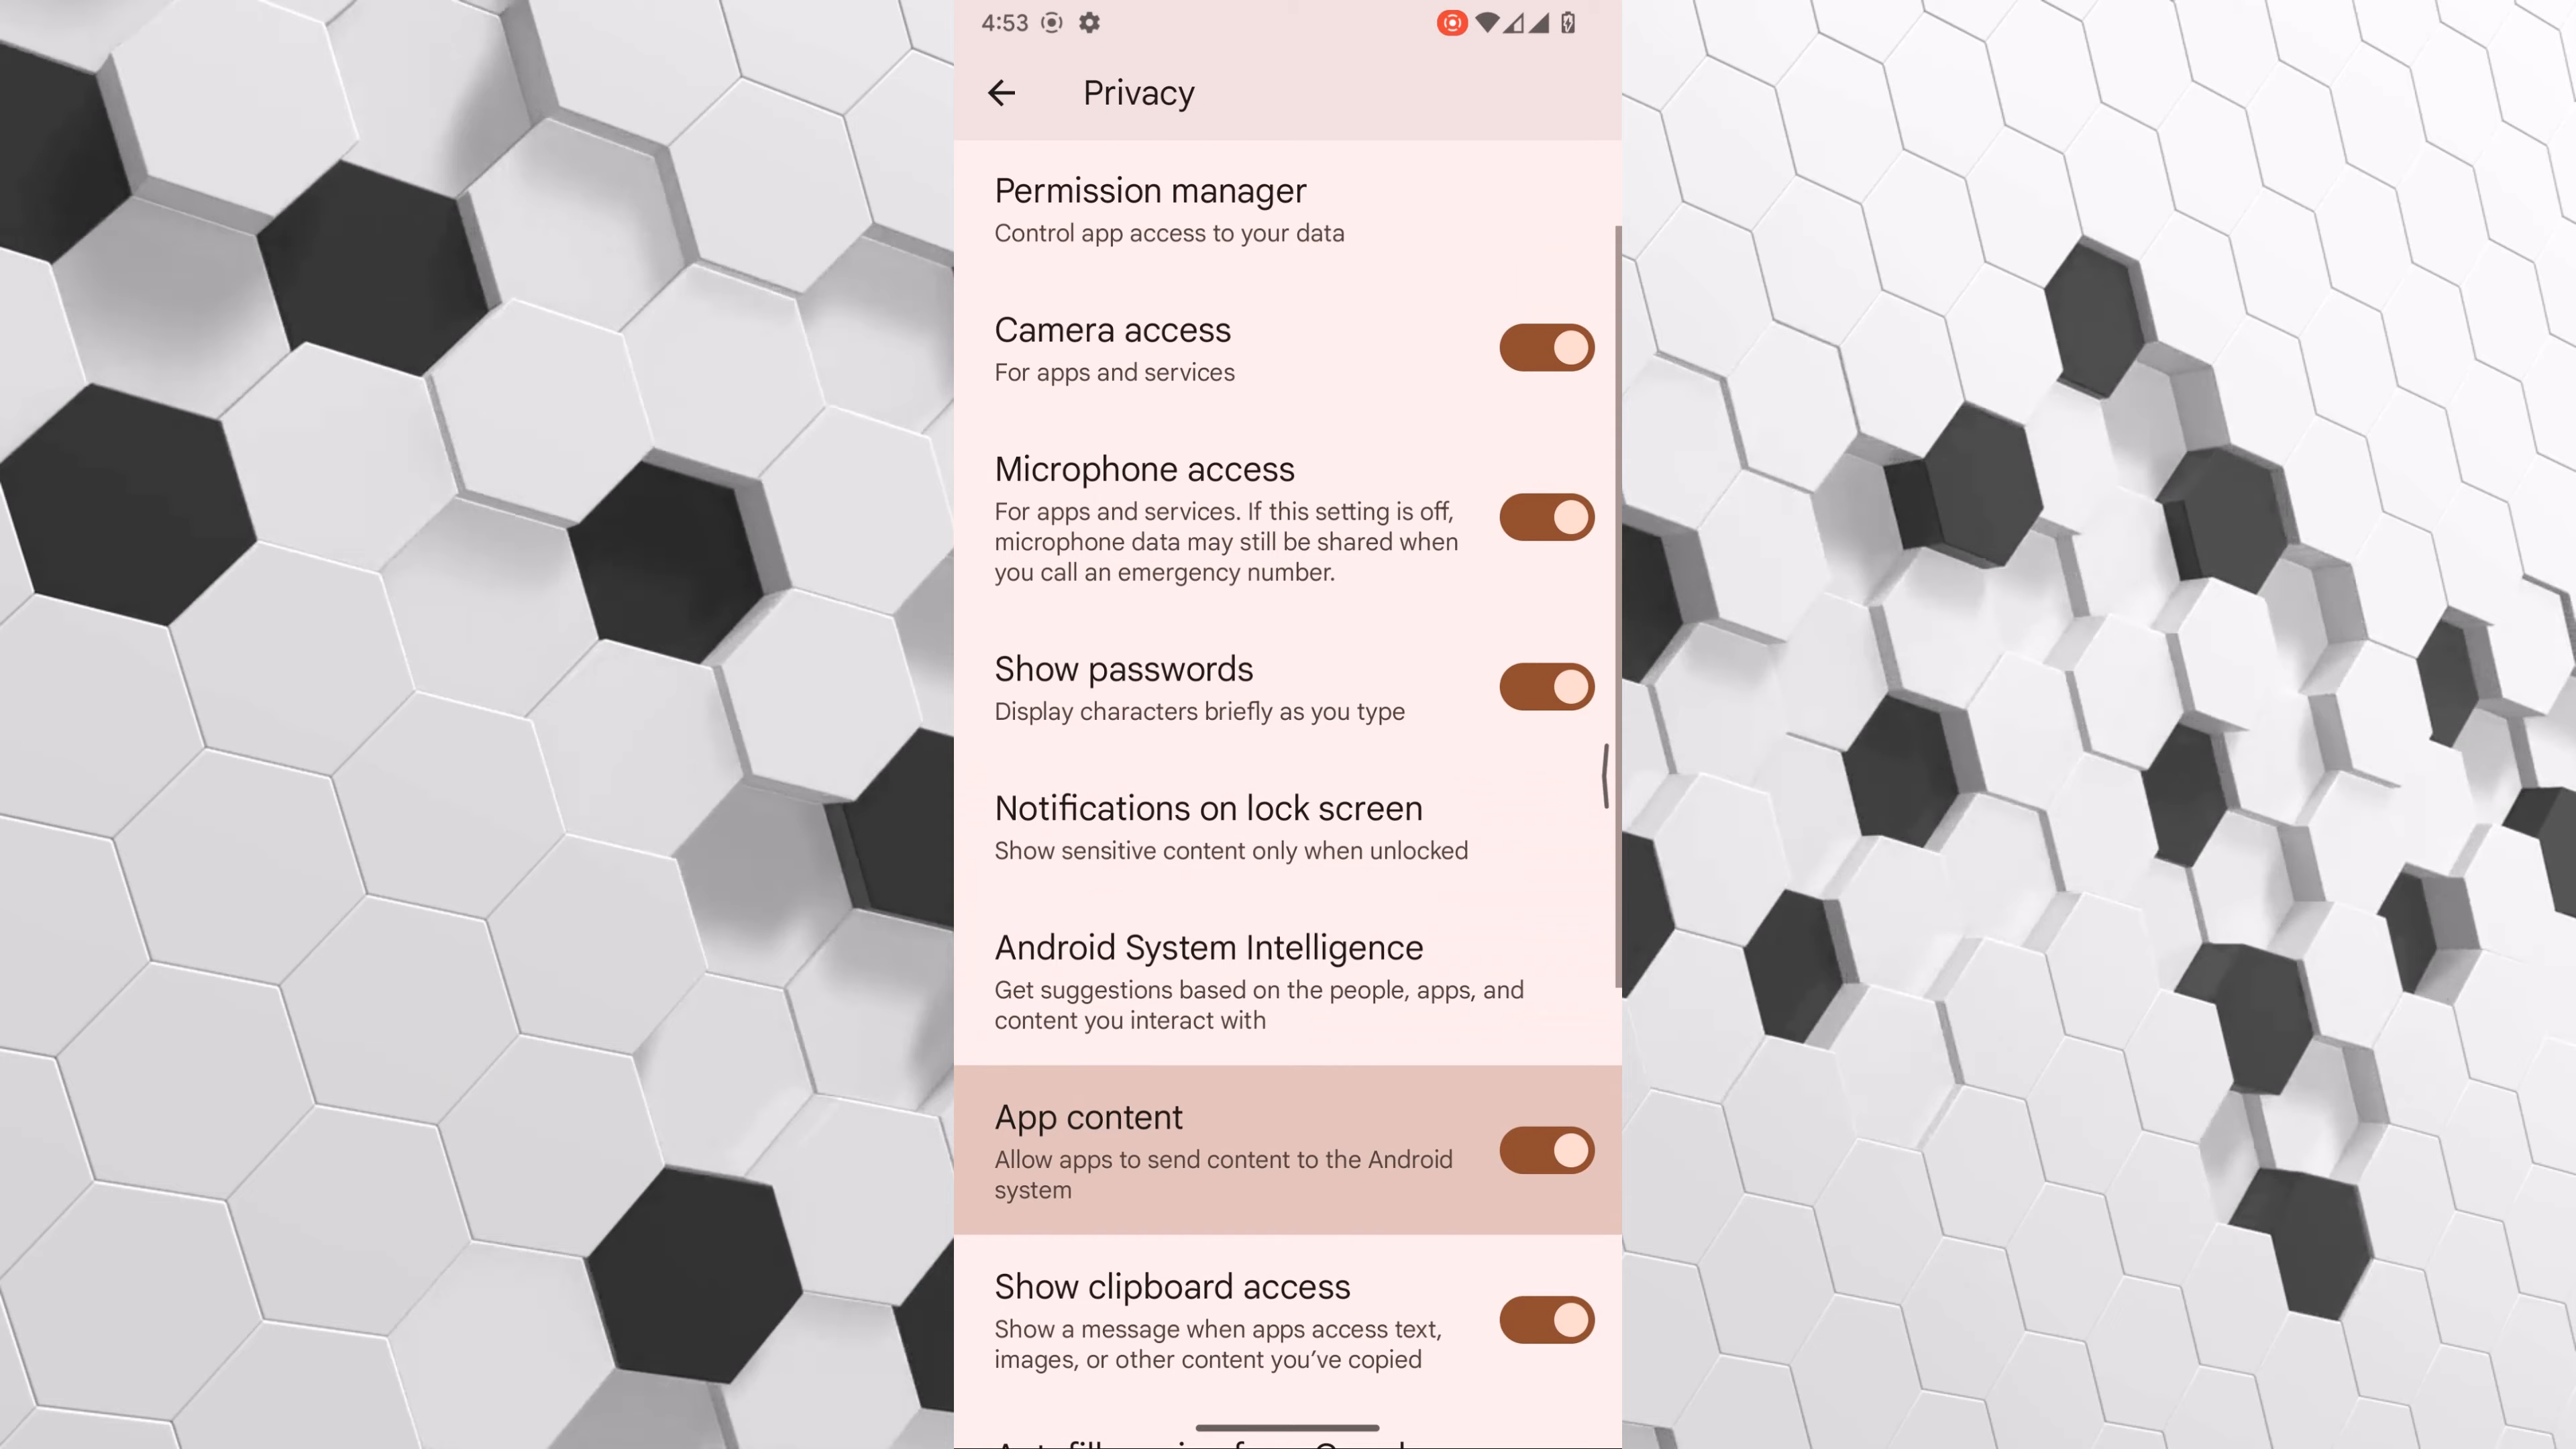 4:53
Privacy
Permission manager
Control app access to your data
Camera access
For apps and services
Microphone access
For apps and services. If this setting is off,
microphone data may still be shared when
you call an emergency number.
Show passwords
Display characters briefly as you type
Notifications on lock screen
Show sensitive content only when unlocked
Android System Intelligence
Get suggestions based on the people, apps, and
content you interact with
App content
Allow apps to send content to the Android
system
Show clipboard access
Show a message when apps access text,
images, or other content you’ve copied